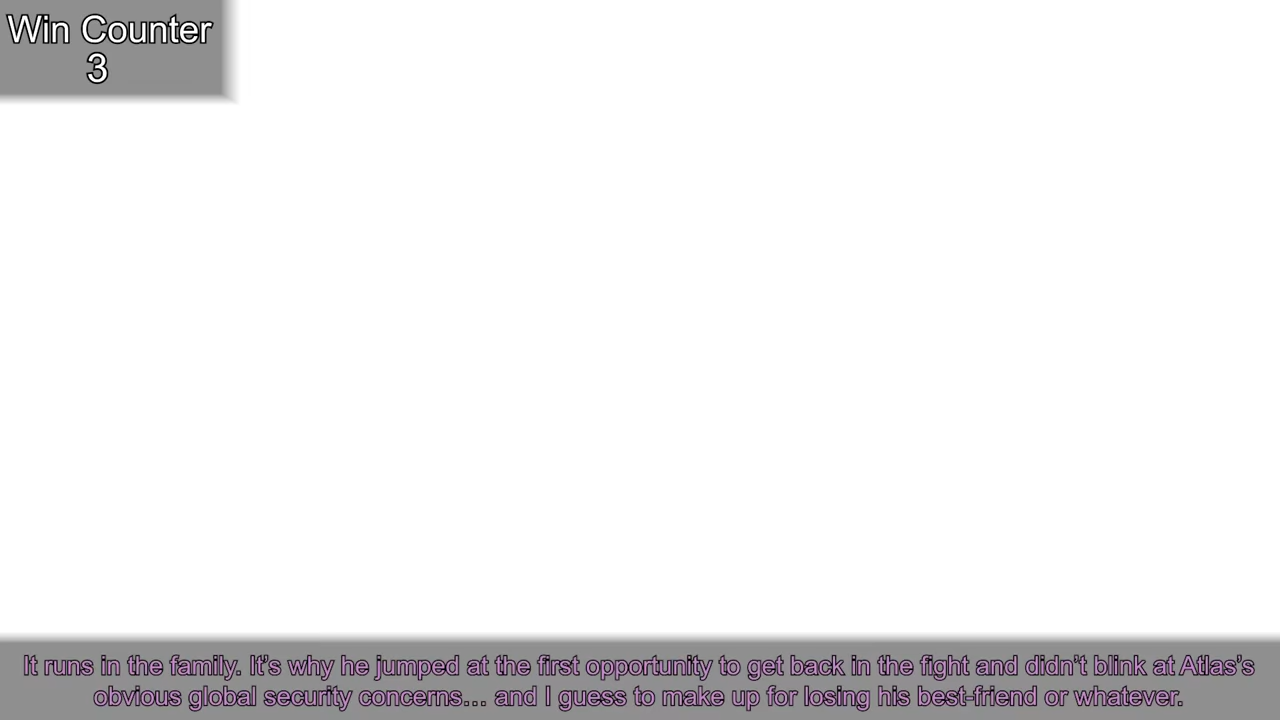 Win Counter
3
It runs in the family. It's why he jumped at the first opportunity to get back in the fight and didn't blink at Atlas's
obvious global security concerns... and I guess to make up for losing his best-friend or whatever.